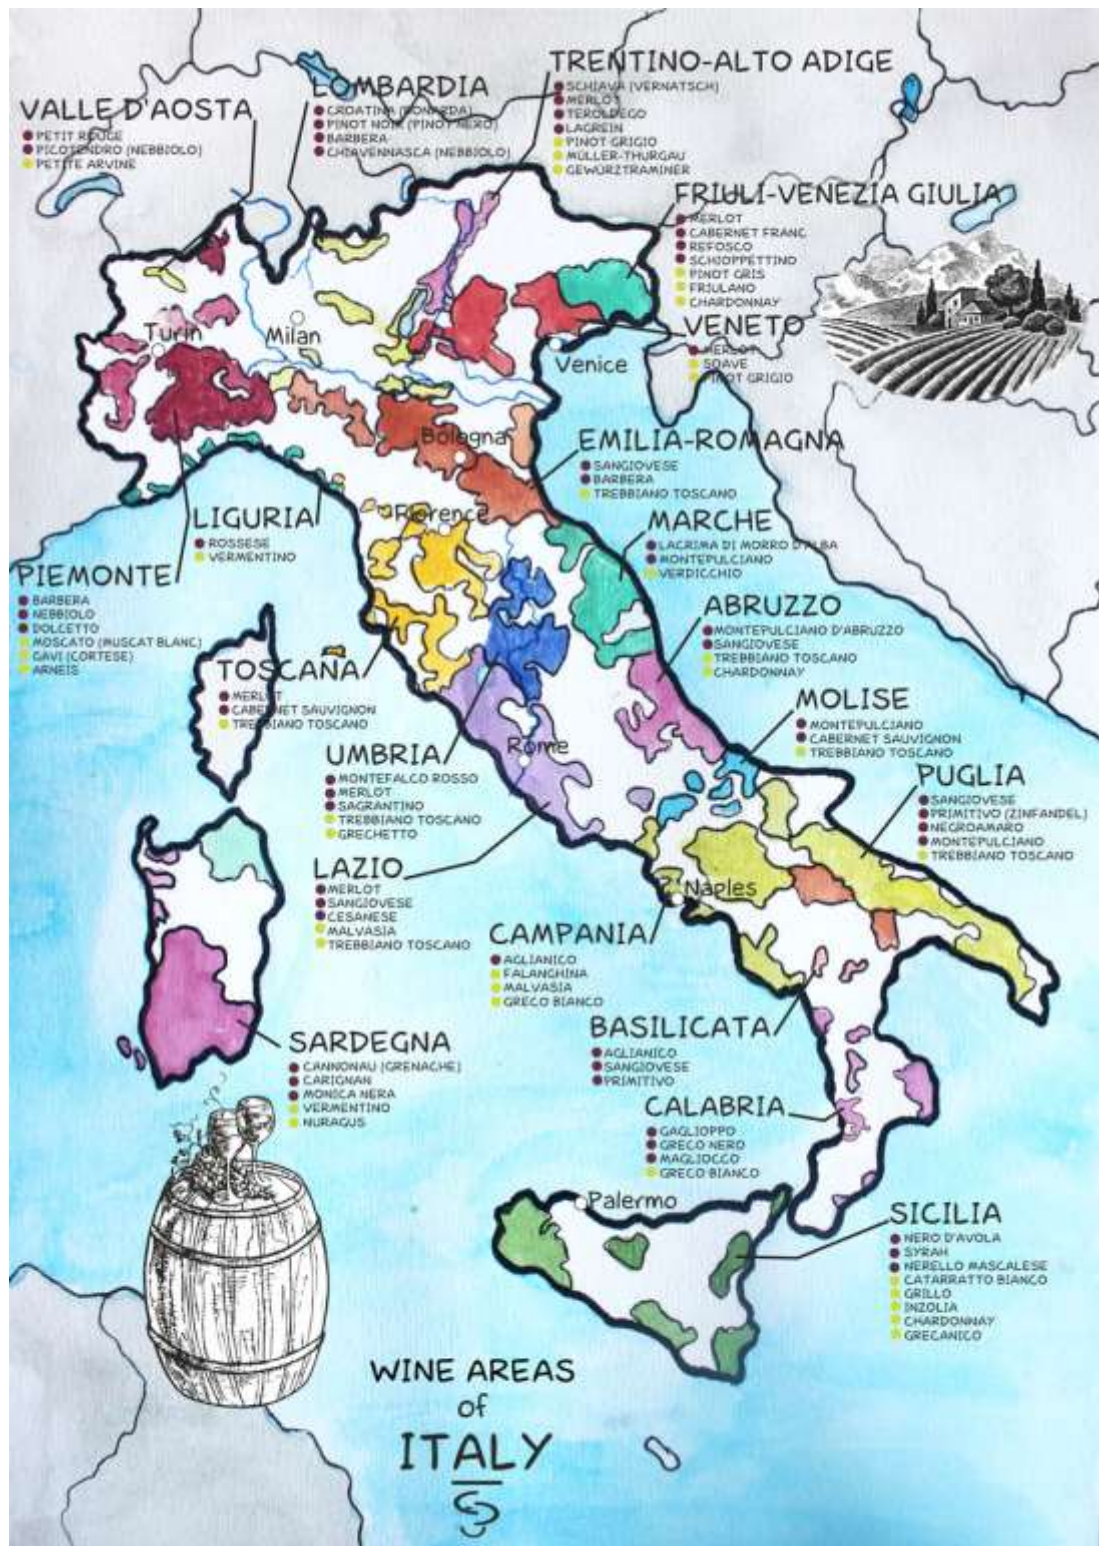 TRENTINO-ALTO ADIGE
SCHIAVA (VERNATSCH)
MERLOT
TEROLDEGO
LAGREIN
PINOT GRIGIO
MÜLLER-THURGAU
GEWÜRZTRAMINER
LOMBARDIA
CROATINA (BONARDA)
PINOT NOIR (PINOT NERO)
BARBERA
CHIAVENNASCA (NEBBIOLO)
VALLE D'AOSTA
PETIT ROUGE
PICOTENDRO (NEBBIOLO)
PETITE ARVINE
FRIULI-VENEZIA GIULIA
MERLOT
CABERNET FRANC
REFOSCO
SCHIOPPETTINO
PINOT GRIS
FRIULANO
CHARDONNAY
VENETO
MERLOT
SOAVE
PINOT GRIGIO
Turin
Milan
Venice
Bologna
EMILIA-ROMAGNA
SANGIOVESE
BARBERA
TREBBIANO TOSCANO
Florence
LIGURIA
ROSSESE
VERMENTINO
MARCHE
LACRIMA DI MORRO D'ALBA
MONTEPULCIANO
VERDICCHIO
PIEMONTE
BARBERA
NEBBIOLO
DOLCETTO
MOSCATO (MUSCAT BLANC)
GAVI (CORTESE)
ARNEIS
ABRUZZO
MONTEPULCIANO D'ABRUZZO
SANGIOVESE
TREBBIANO TOSCANO
CHARDONNAY
TOSCANA
MERLOT
CABERNET SAUVIGNON
TREBBIANO TOSCANO
MOLISE
MONTEPULCIANO
CABERNET SAUVIGNON
TREBBIANO TOSCANO
UMBRIA
MONTEFALCO ROSSO
MERLOT
SAGRANTINO
TREBBIANO TOSCANO
GRECHETTO
Rome
PUGLIA
SANGIOVESE
PRIMITIVO (ZINFANDEL)
NEGROAMARO
MONTEPULCIANO
TREBBIANO TOSCANO
LAZIO
MERLOT
SANGIOVESE
CESANESE
MALVASIA
TREBBIANO TOSCANO
Naples
CAMPANIA
AGLIANICO
FALANGHINA
MALVASIA
GRECO BIANCO
BASILICATA
AGLIANICO
SANGIOVESE
PRIMITIVO
SARDEGNA
CANNONAU (GRENACHE)
CARIGNAN
MONICA NERA
VERMENTINO
NURAGUS
CALABRIA
GAGLIOPPO
GRECO NERO
MAGLIOCCO
GRECO BIANCO
Palermo
SICILIA
NERO D'AVOLA
SYRAH
NERELLO MASCALESE
CATARRATTO BIANCO
GRILLO
INZOLIA
CHARDONNAY
GRECANICO
WINE AREAS
of
ITALY